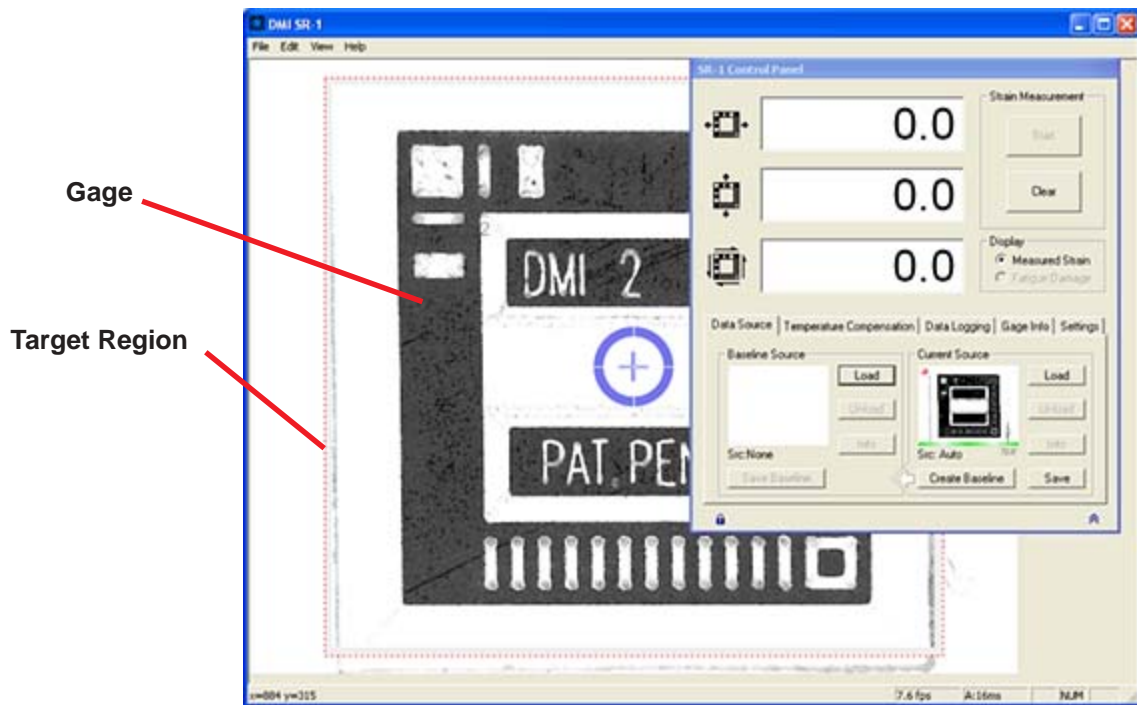 DMI SR-1
File Edit View Help
SR-1 Control Panel
0.0
Strain Measurement
Start
Clear
0.0
0.0
Display
Measured Strain
Fatigue Damage
Gage
Target Region
2
DMI 2
PAT. PEN
Data Source Temperature Compensation Data Logging Gage Info Settings
Baseline Source
Load
Unload
Info
Src:None
Save Baseline
Current Source
Load
Unload
Info
Src: Auto
Create Baseline
Save
x=884 y=315
7.6 fps
A:16ms
NUM